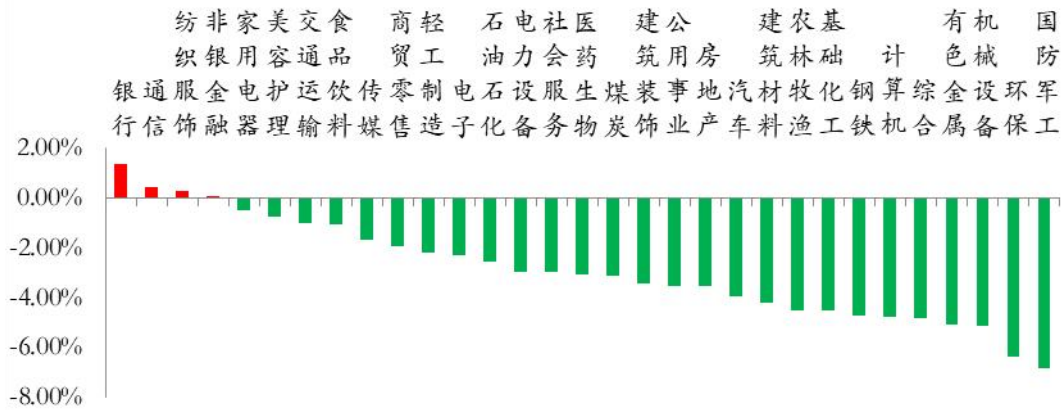 银行
通信
纺织服饰
非银金融
家用电器
美容护理
交通运输
食品饮料
传媒
商贸零售
轻工制造
电子
石油石化
电力设备
社会服务
医药生物
煤炭
建筑装饰
公用事业
房地产
汽车
建筑材料
农林牧渔
基础化工
钢铁
计算机
综合
有色金属
机械设备
环保
国防军工
2.00%
0.00%
-2.00%
-4.00%
-6.00%
-8.00%